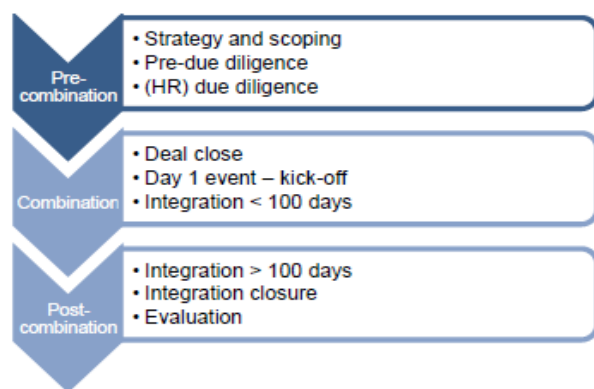 Pre-
combination
• Strategy and scoping
• Pre-due diligence
• (HR) due diligence
Combination
• Deal close
• Day 1 event – kick-off
• Integration < 100 days
Post-
combination
• Integration > 100 days
• Integration closure
• Evaluation